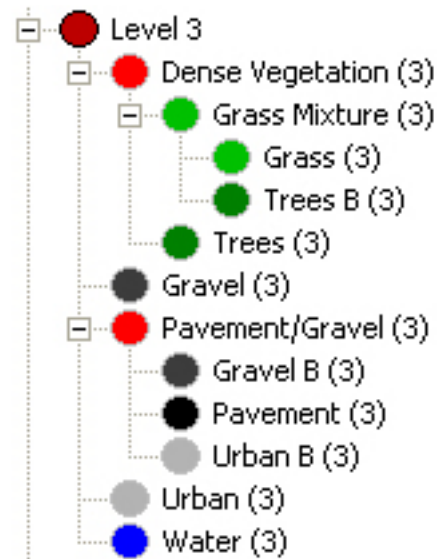 Level 3
Dense Vegetation (3)
Grass Mixture (3)
Grass (3)
Trees B (3)
Trees (3)
Gravel (3)
Pavement/Gravel (3)
Gravel B (3)
Pavement (3)
Urban B (3)
Urban (3)
Water (3)